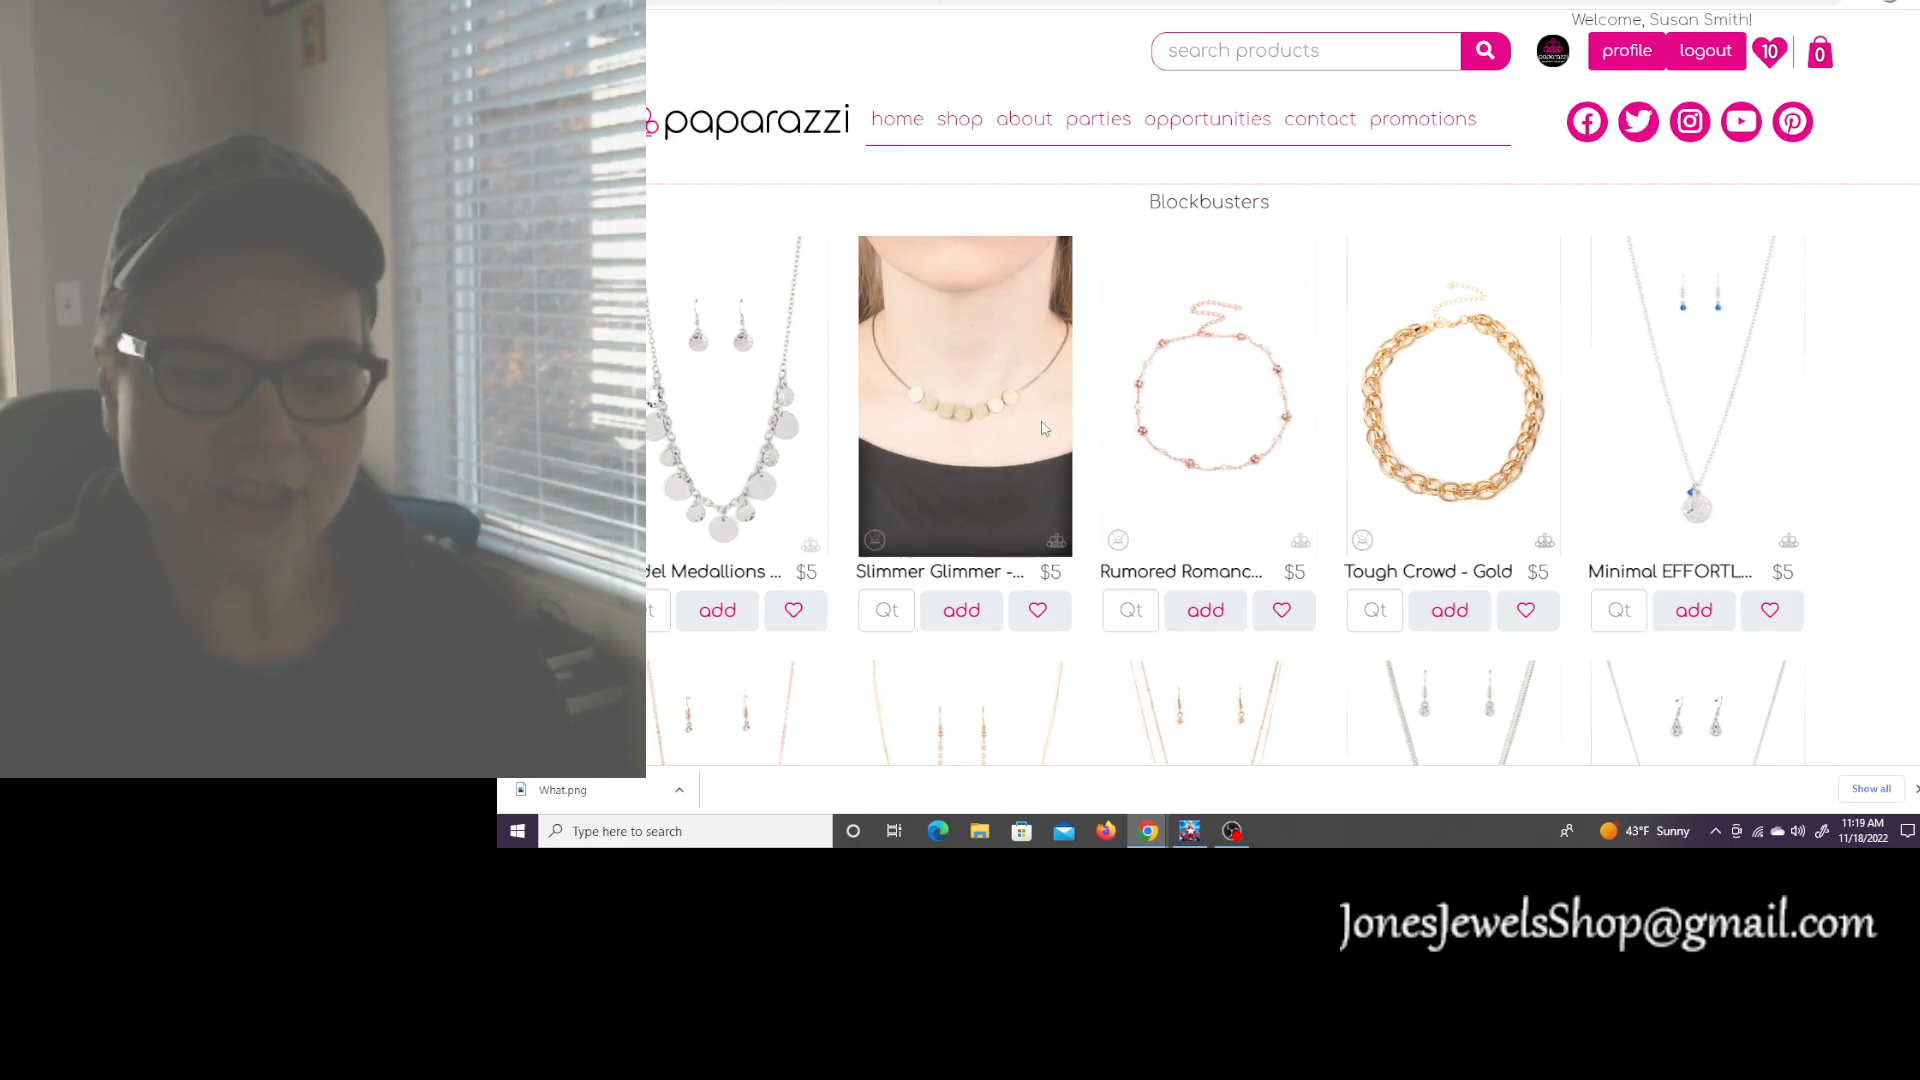 Welcome, Susan Smith!
search products
profile
logout
10
0
paparazzi
home shop about parties opportunities contact promotions
Blockbusters
del Medallions ... $5
Slimmer Glimmer -... $5
Rumored Romanc... $5
Tough Crowd - Gold $5
Minimal EFFORTL... $5
t add
Qt add
Qt add
Qt add
Qt add
What.png
Show all
Type here to search
43°F Sunny
11:19 AM
11/18/2022
JonesJewelsShop@gmail.com